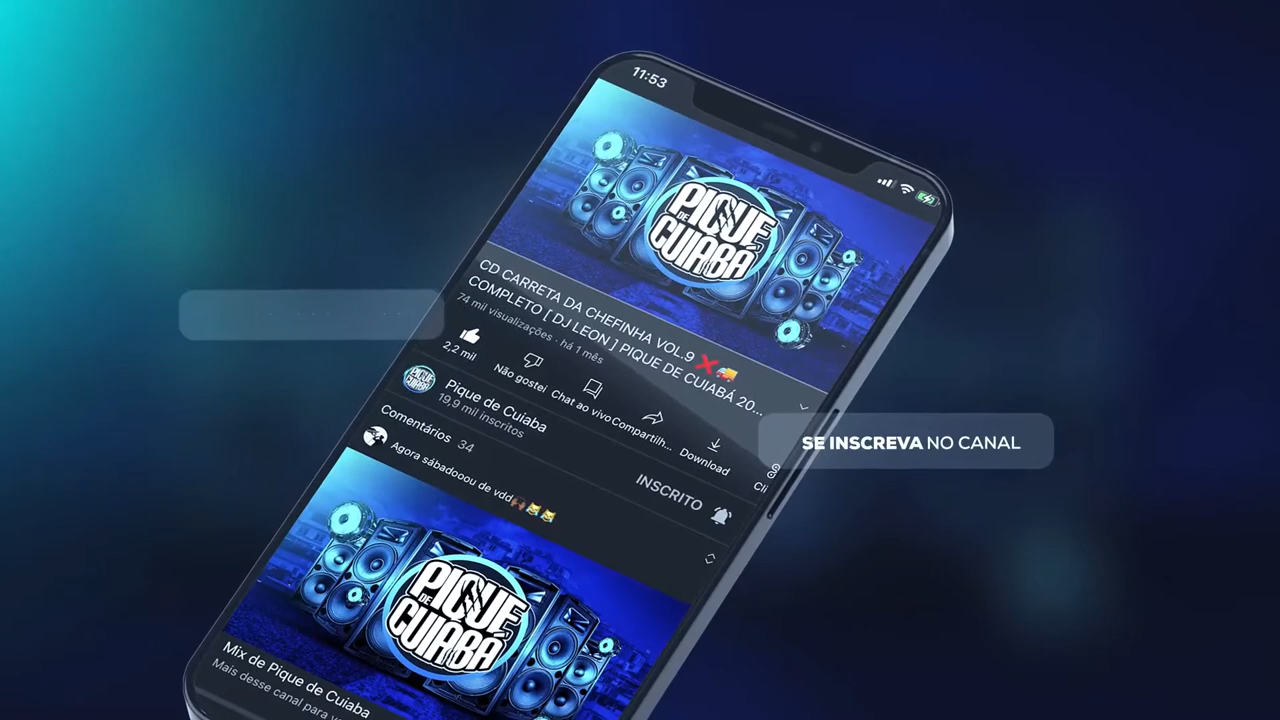 11:53
PIQUE
DE
CUIABÁ
CD CARRETA DA CHEFINHA VOL.9 ❌🚚
COMPLETO [ DJ LEON ] PIQUE DE CUIABÁ 20...
74 mil visualizações · há 1 mês
2,2 mil
Não gostei
Chat ao vivo
Compartilh...
Download
Cli
Pique de Cuiaba
19,9 mil inscritos
INSCRITO
Comentários 34
Agora sábadooou de vdd
SE INSCREVA NO CANAL
PIQUE
DE
CUIABÁ
Mix de Pique de Cuiaba
Mais desse canal para